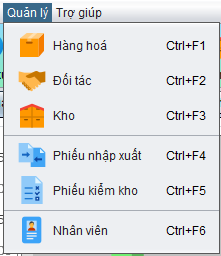 Quản lý Trợ giúp
Hàng hoá Ctrl+F1
Đối tác Ctrl+F2
Kho Ctrl+F3
Phiếu nhập xuất Ctrl+F4
Phiếu kiểm kho Ctrl+F5
Nhân viên Ctrl+F6